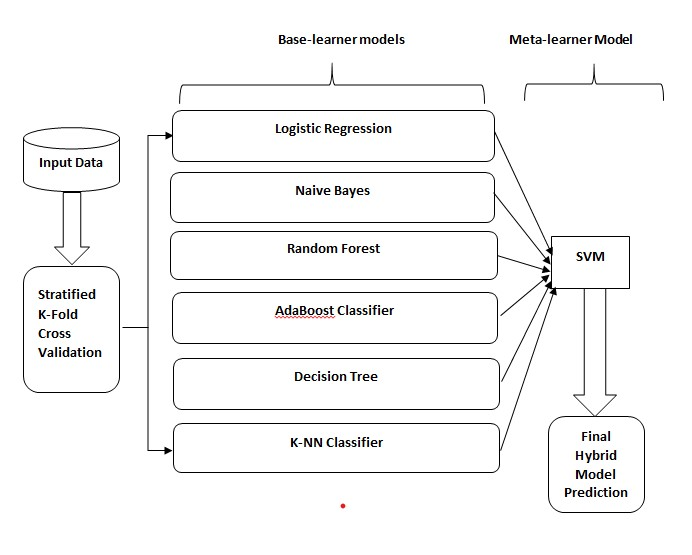 Base-learner models
Meta-learner Model
Input Data
Stratified
K-Fold
Cross
Validation
Logistic Regression
Naive Bayes
Random Forest
AdaBoost Classifier
Decision Tree
K-NN Classifier
SVM
Final
Hybrid
Model
Prediction